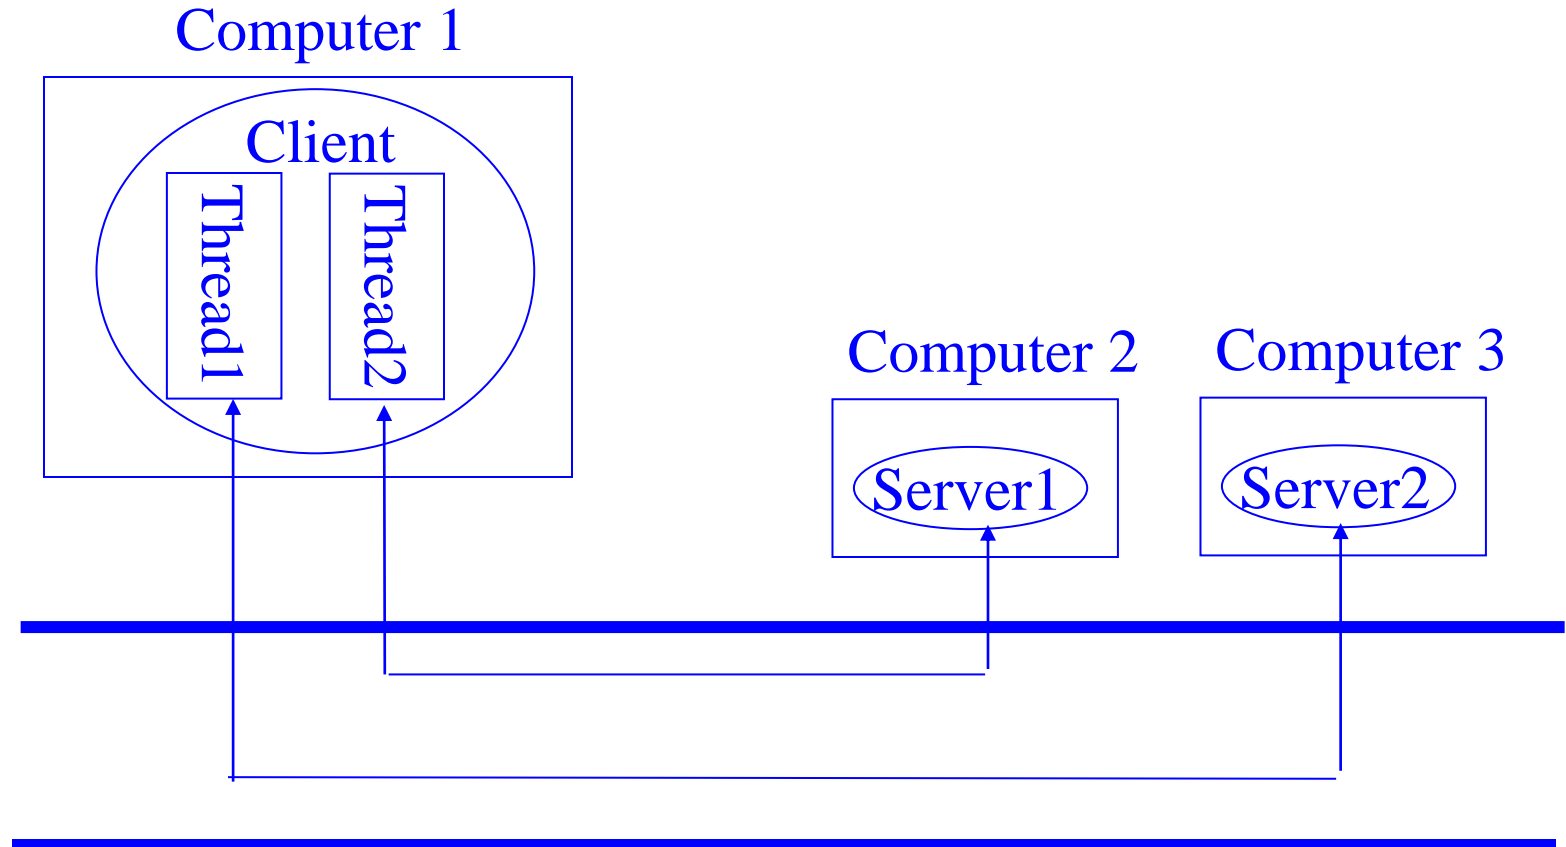 Computer 1
Client
Thread1
Thread2
Computer 2
Computer 3
Server1
Server2